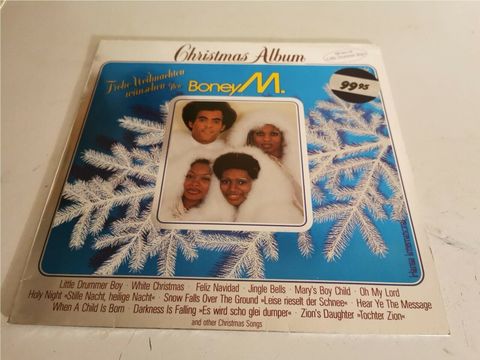 Christmas Album
Frohe Weihnachten
wünschen Ihre
Boney M.
99 95
Hansa International
Little Drummer Boy · White Christmas · Feliz Navidad · Jingle Bells · Mary's Boy Child · Oh My Lord
Holy Night »Stille Nacht, heilige Nacht« · Snow Falls Over The Ground »Leise rieselt der Schnee« · Hear Ye The Message
When A Child Is Born · Darkness Is Falling »Es wird scho glei dumper« · Zion's Daughter »Tochter Zion«
and other Christmas Songs